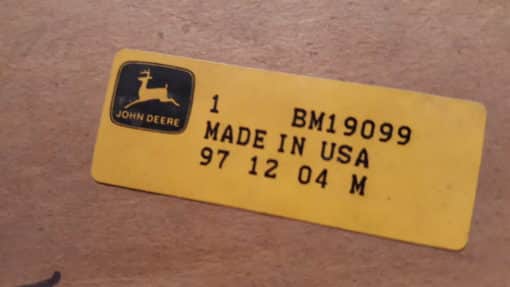 JOHN DEERE
1 BM19099
MADE IN USA
97 12 04 M